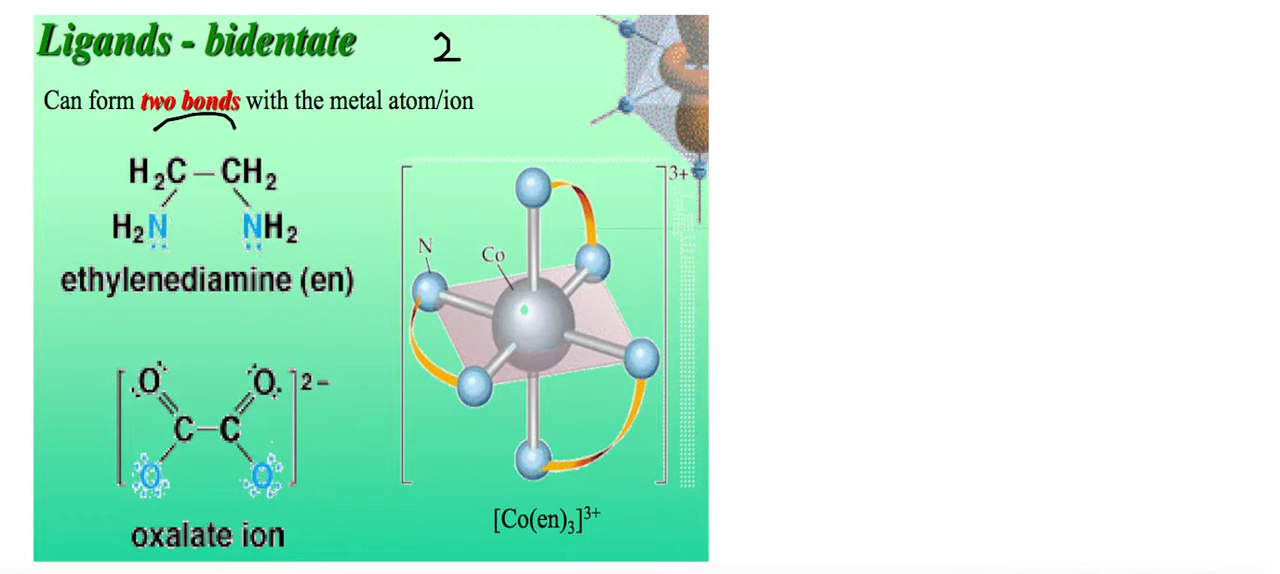 Ligands - bidentate 2
Can form two bonds with the metal atom/ion
H₂C – CH₂
H₂N NH₂
ethylenediamine (en)
N
Co
3+
O O 2-
C–C
O O
oxalate ion
[Co(en)₃]³⁺